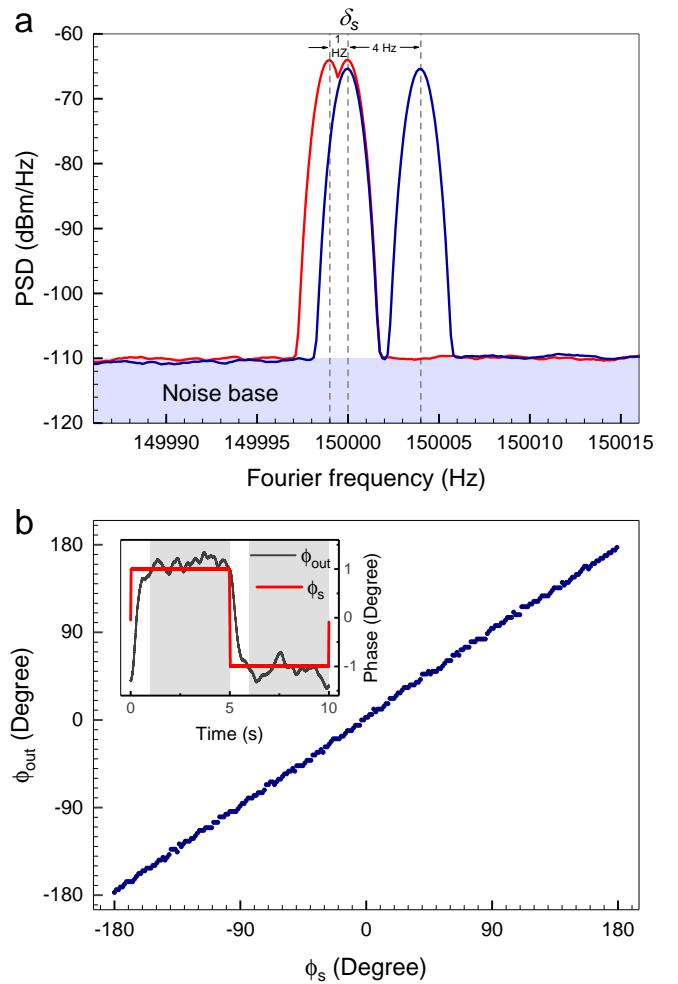 a
δs
1
HZ
4 Hz
-60
-70
-80
-90
-100
-110
-120
PSD (dBm/Hz)
Noise base
149990
149995
150000
150005
150010
150015
Fourier frequency (Hz)
b
180
90
0
-90
-180
ϕout (Degree)
ϕout
ϕs
1
0
-1
Phase (Degree)
0
5
10
Time (s)
-180
-90
0
90
180
ϕs (Degree)